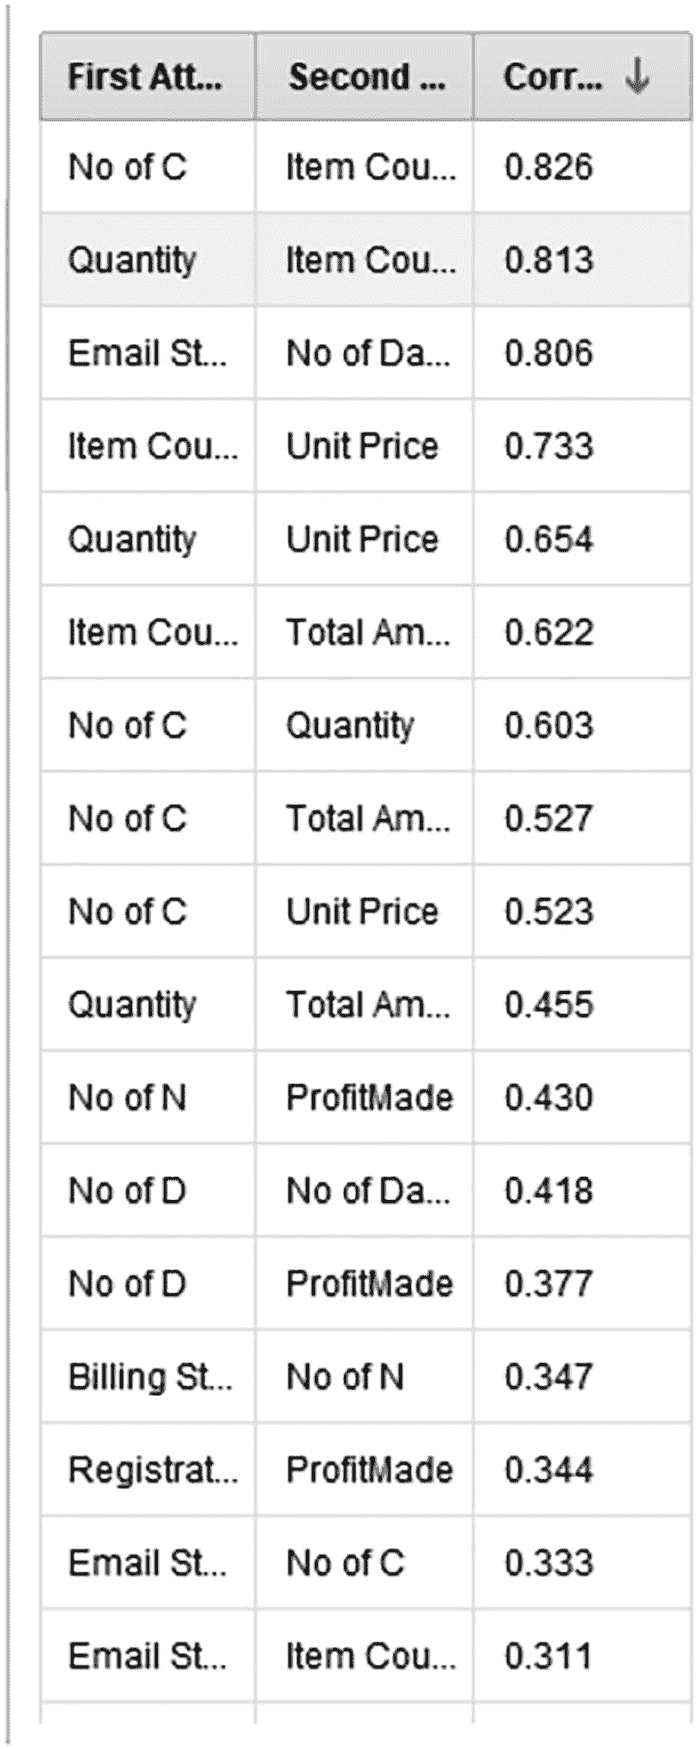 First Att... Second ... Corr... ↓
No of C Item Cou... 0.826
Quantity Item Cou... 0.813
Email St... No of Da... 0.806
Item Cou... Unit Price 0.733
Quantity Unit Price 0.654
Item Cou... Total Am... 0.622
No of C Quantity 0.603
No of C Total Am... 0.527
No of C Unit Price 0.523
Quantity Total Am... 0.455
No of N ProfitMade 0.430
No of D No of Da... 0.418
No of D ProfitMade 0.377
Billing St... No of N 0.347
Registrat... ProfitMade 0.344
Email St... No of C 0.333
Email St... Item Cou... 0.311